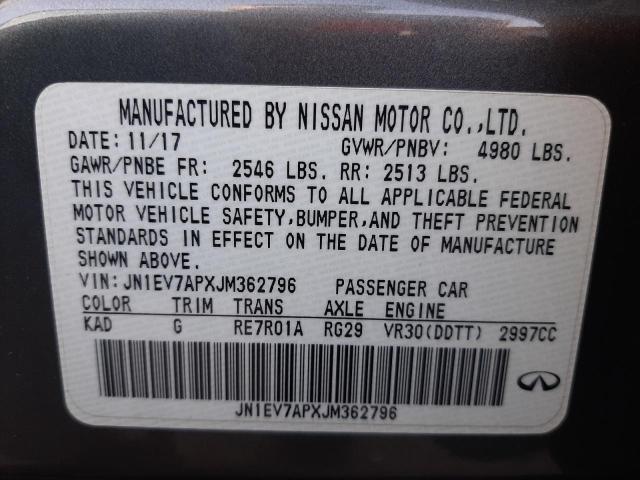 MANUFACTURED BY NISSAN MOTOR CO.,LTD.
DATE: 11/17 GVWR/PNBV: 4980 LBS.
GAWR/PNBE FR: 2546 LBS. RR: 2513 LBS.
THIS VEHICLE CONFORMS TO ALL APPLICABLE FEDERAL
MOTOR VEHICLE SAFETY,BUMPER,AND THEFT PREVENTION
STANDARDS IN EFFECT ON THE DATE OF MANUFACTURE
SHOWN ABOVE.
VIN:JN1EV7APXJM362796 PASSENGER CAR
COLOR TRIM TRANS AXLE ENGINE
KAD G RE7R01A RG29 VR30(DDTT) 2997CC
JN1EV7APXJM362796